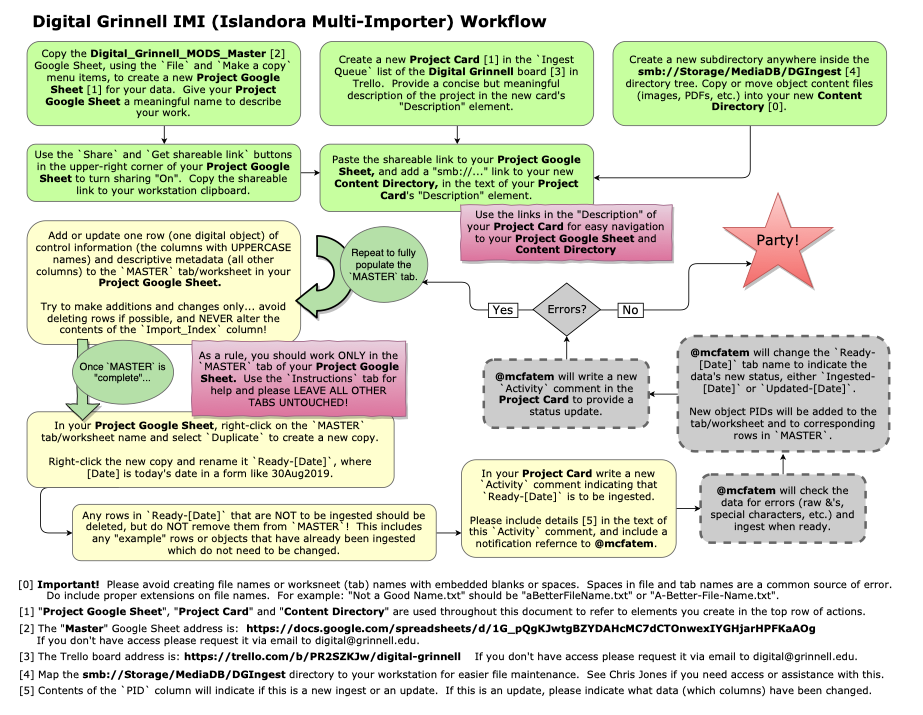 Digital Grinnell IMI (Islandora Multi-Importer) Workflow
Copy the Digital_Grinnell_MODS_Master [2]
Google Sheet, using the `File` and `Make a copy`
menu items, to create a new Project Google
Sheet [1] for your data.  Give your Project
Google Sheet a meaningful name to describe
your work.
Create a new Project Card [1] in the `Ingest
Queue` list of the Digital Grinnell board [3] in
Trello.  Provide a concise but meaningful
description of the project in the new card's
"Description" element.
Create a new subdirectory anywhere inside the
smb://Storage/MediaDB/DGIngest [4]
directory tree. Copy or move object content files
(images, PDFs, etc.) into your new Content
Directory [0].
Use the `Share` and `Get shareable link` buttons
in the upper-right corner of your Project Google
Sheet to turn sharing "On".  Copy the shareable
link to your workstation clipboard.
Paste the shareable link to your Project Google
Sheet, and add a "smb://..." link to your new
Content Directory, in the text of your Project
Card's "Description" element.
Use the links in the "Description" of
your Project Card for easy navigation
to your Project Google Sheet and
Content Directory
Party!
Add or update one row (one digital object) of
control information (the columns with UPPERCASE
names) and descriptive metadata (all other
columns) to the `MASTER` tab/worksheet in your
Project Google Sheet.
Try to make additions and changes only... avoid
deleting rows if possible, and NEVER alter the
contents of the `Import_Index` column!
Repeat to fully
populate the
`MASTER` tab.
Yes
Errors?
No
Once `MASTER` is
"complete"...
As a rule, you should work ONLY in the
`MASTER` tab of your Project Google
Sheet.  Use the `Instructions` tab for
help and please LEAVE ALL OTHER
TABS UNTOUCHED!
@mcfatem will write a new
`Activity` comment in the
Project Card to provide a
status update.
@mcfatem will change the `Ready-
[Date]` tab name to indicate the
data's new status, either `Ingested-
[Date]` or `Updated-[Date]`.
New object PIDs will be added to the
tab/worksheet and to corresponding
rows in `MASTER`.
In your Project Google Sheet, right-click on the `MASTER`
tab/worksheet name and select `Duplicate` to create a new copy.
Right-click the new copy and rename it `Ready-[Date]`, where
[Date] is today's date in a form like 30Aug2019.
Any rows in `Ready-[Date]` that are NOT to be ingested should be
deleted, but do NOT remove them from `MASTER`!  This includes
any "example" rows or objects that have already been ingested
which do not need to be changed.
In your Project Card write a new
`Activity` comment indicating that
`Ready-[Date]` is to be ingested.
Please include details [5] in the text of
this `Activity` comment, and include a
notification refernce to @mcfatem.
@mcfatem will check the
data for errors (raw &'s,
special characters, etc.) and
ingest when ready.
[0] Important!  Please avoid creating file names or worksneet (tab) names with embedded blanks or spaces.  Spaces in file and tab names are a common source of error.
Do include proper extensions on file names.  For example: "Not a Good Name.txt" should be "aBetterFileName.txt" or "A-Better-File-Name.txt".
[1] "Project Google Sheet", "Project Card" and "Content Directory" are used throughout this document to refer to elements you create in the top row of actions.
[2] The "Master" Google Sheet address is:  https://docs.google.com/spreadsheets/d/1G_pQgKJwtgBZYDAHcMC7dCTOnwexIYGHjarHPFKaAOg
If you don't have access please request it via email to digital@grinnell.edu.
[3] The Trello board address is: https://trello.com/b/PR2SZKJw/digital-grinnell    If you don't have access please request it via email to digital@grinnell.edu.
[4] Map the smb://Storage/MediaDB/DGIngest directory to your workstation for easier file maintenance.  See Chris Jones if you need access or assistance with this.
[5] Contents of the `PID` column will indicate if this is a new ingest or an update.  If this is an update, please indicate what data (which columns) have been changed.